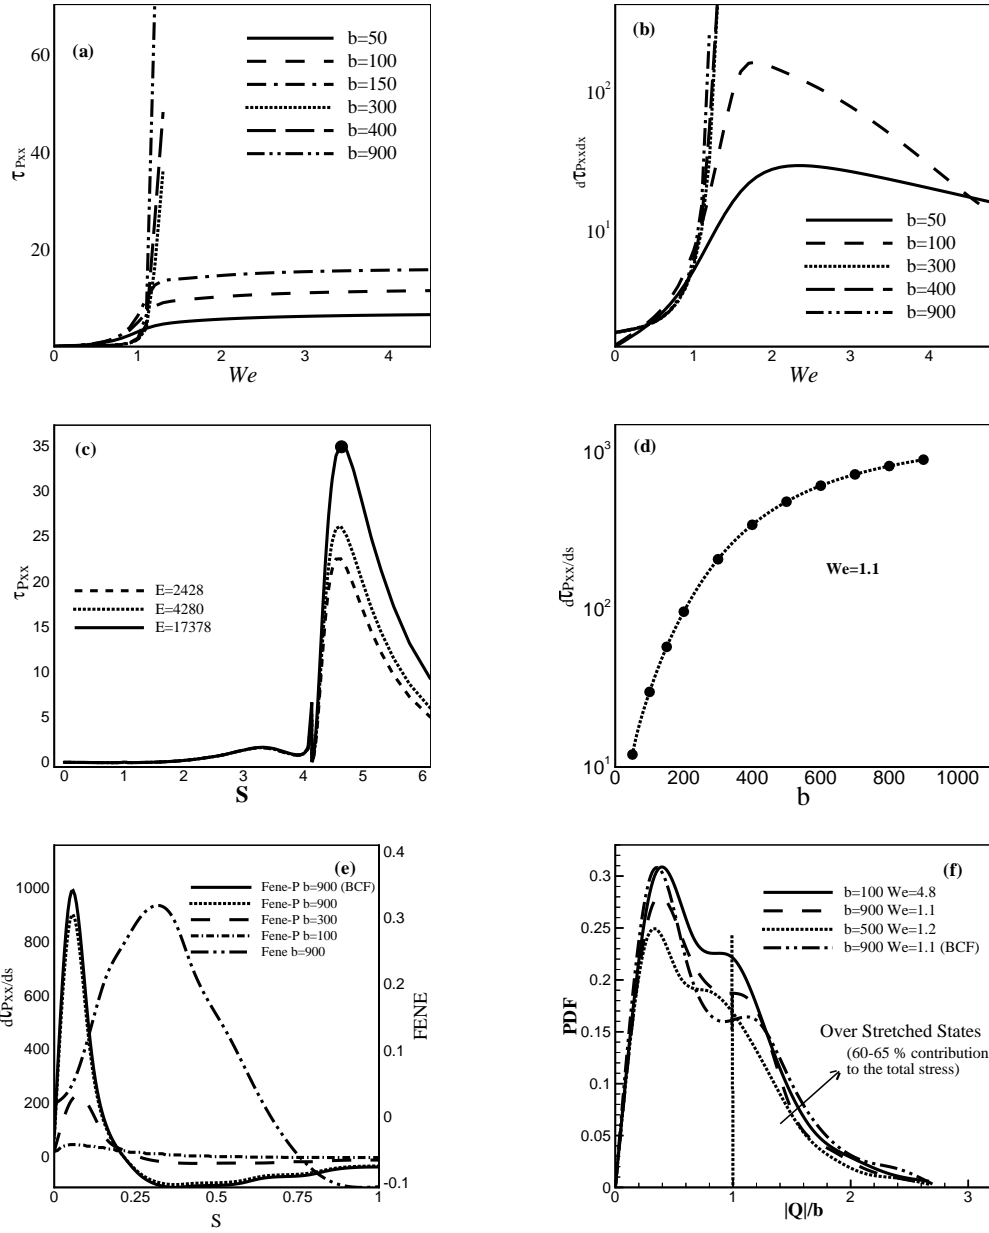 (a)
b=50
b=100
b=150
b=300
b=400
b=900
60
40
20
τPxx
0
1
2
3
4
We
(b)
10²
10¹
dτPxxdx
b=50
b=100
b=300
b=400
b=900
0
1
2
3
4
We
(c)
35
30
25
20
15
10
5
0
τPxx
E=2428
E=4280
E=17378
0
1
2
3
4
5
6
S
(d)
10³
10²
10¹
dτPxx/ds
We=1.1
200
400
600
800
1000
b
(e)
1000
800
600
400
200
0
dτPxx/ds
Fene-P b=900 (BCF)
Fene-P b=900
Fene-P b=300
Fene-P b=100
Fene b=900
0.4
0.3
0.2
0.1
0
-0.1
FENE
0
0.25
0.5
0.75
1
S
(f)
0.3
0.25
0.2
0.15
0.1
0.05
0
PDF
b=100 We=4.8
b=900 We=1.1
b=500 We=1.2
b=900 We=1.1 (BCF)
Over Stretched States
(60-65 % contribution
to the total stress)
0
1
2
3
|Q|/b